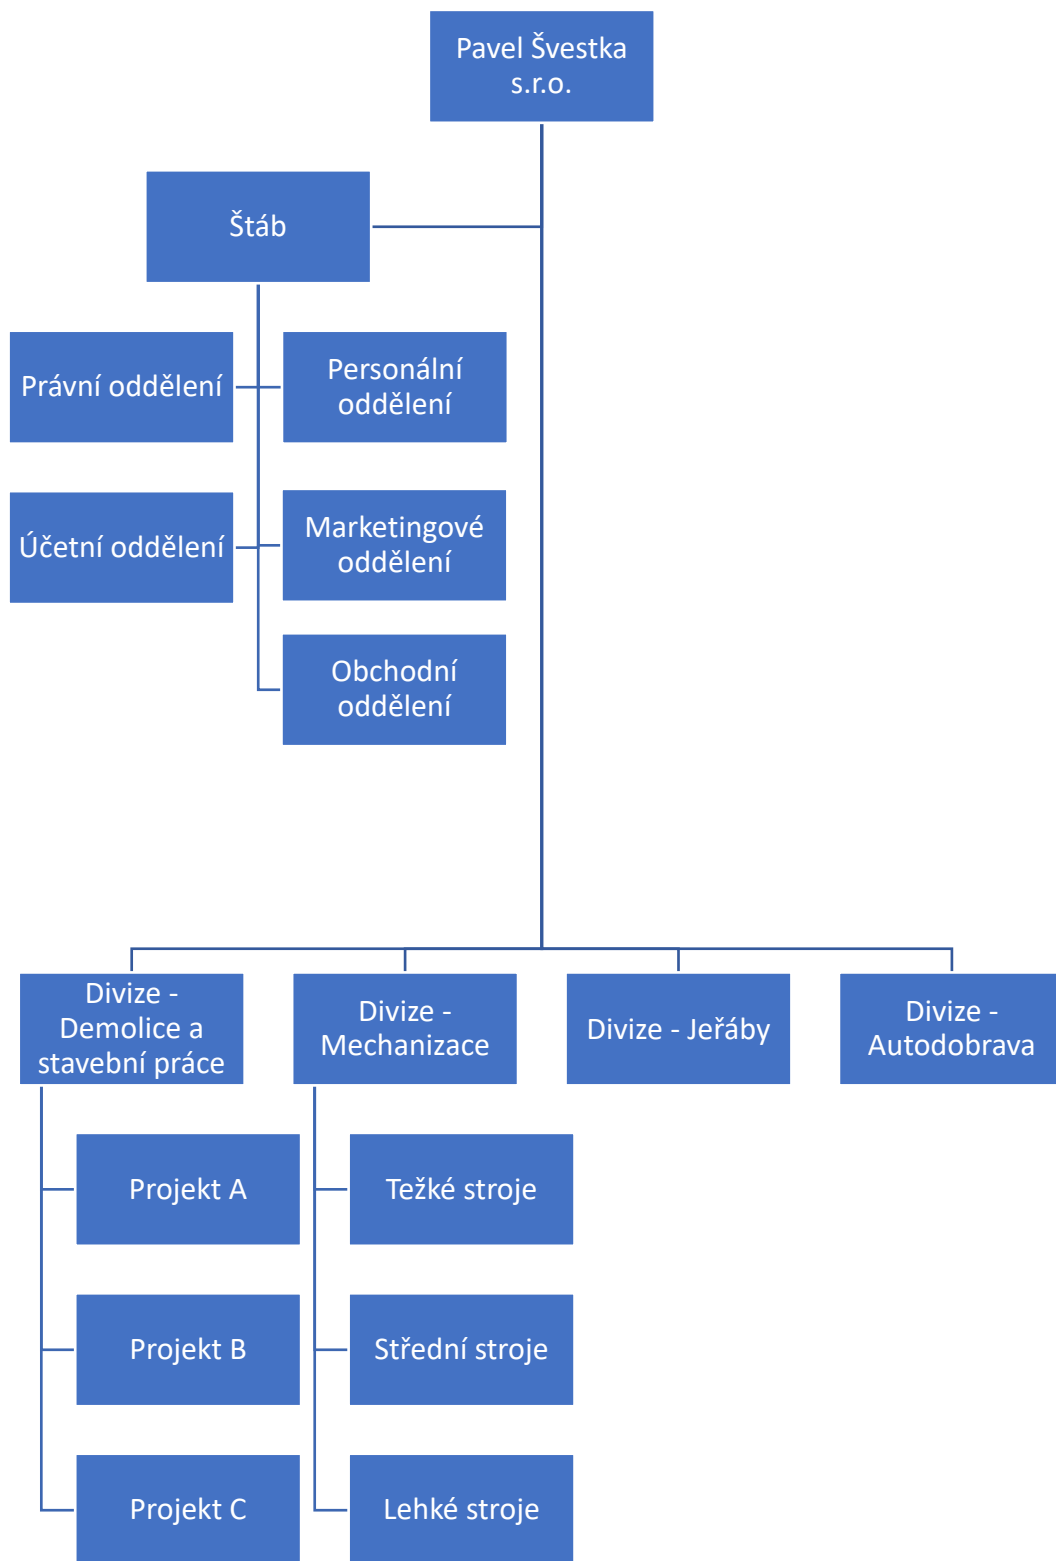 Pavel Švestka
s.r.o.
Štáb
Právní oddělení
Personální
oddělení
Účetní oddělení
Marketingové
oddělení
Obchodní
oddělení
Divize -
Demolice a
stavební práce
Divize -
Mechanizace
Divize - Jeřáby
Divize -
Autodobrava
Projekt A
Težké stroje
Projekt B
Střední stroje
Projekt C
Lehké stroje